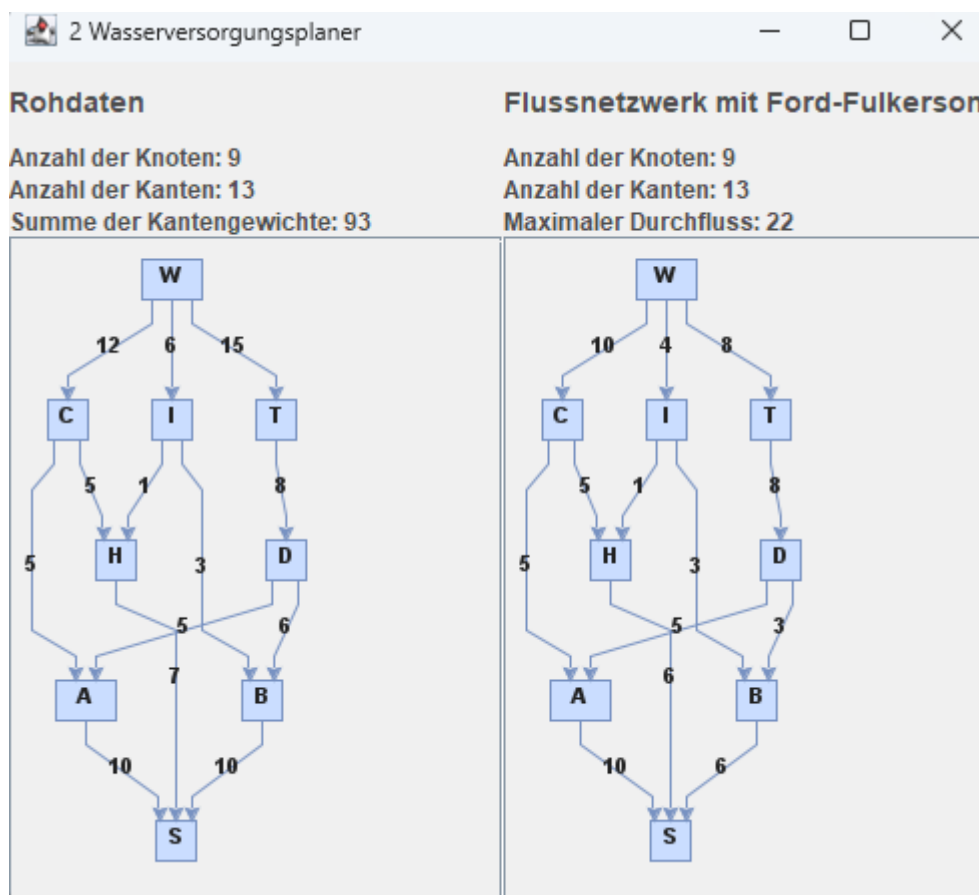 2 Wasserversorgungsplaner
Rohdaten
Anzahl der Knoten: 9
Anzahl der Kanten: 13
Summe der Kantengewichte: 93
W
12 6 15
C I T
5 1 8
H D
5 3
5 6
7
A B
10 10
S
Flussnetzwerk mit Ford-Fulkerson
Anzahl der Knoten: 9
Anzahl der Kanten: 13
Maximaler Durchfluss: 22
W
10 4 8
C I T
5 1 8
H D
5 3
5 3
6
A B
10 6
S